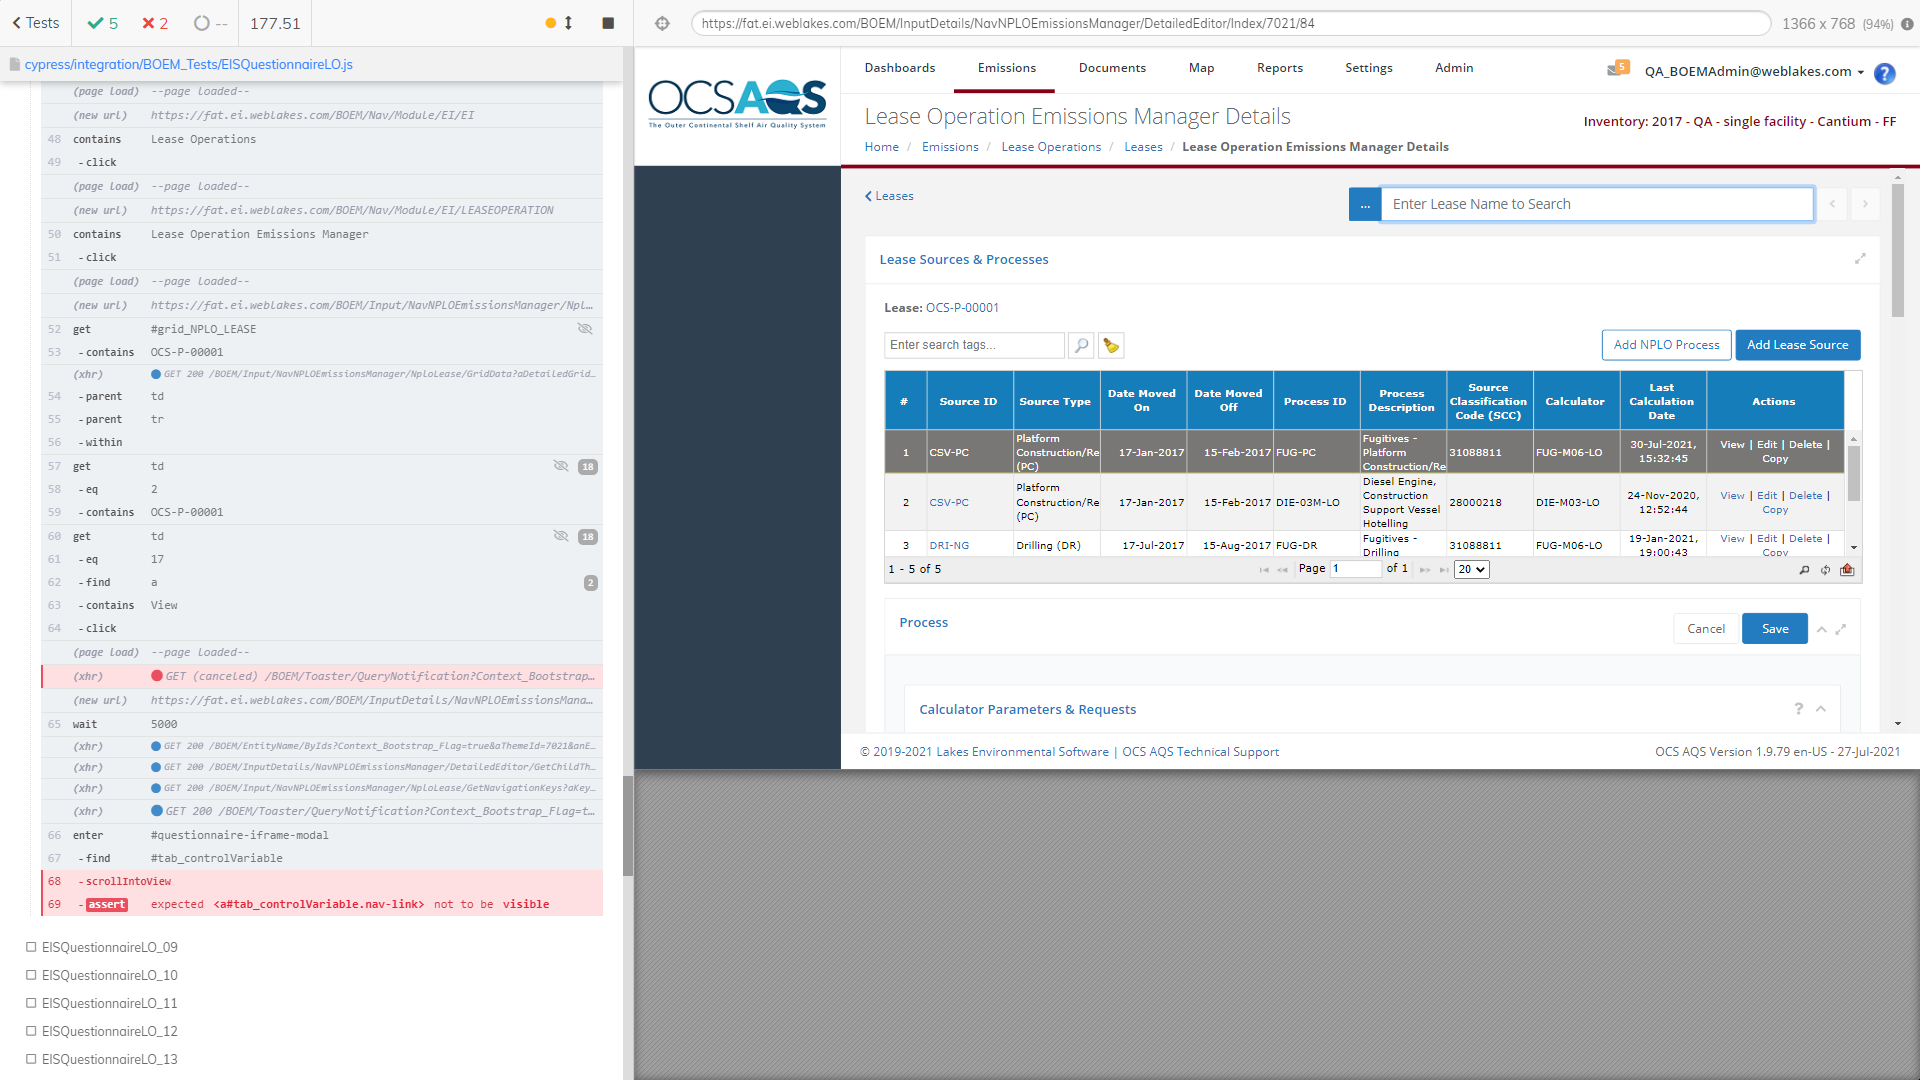 Tests
5
2
--
177.51
https://fat.ei.weblakes.com/BOEM/InputDetails/NavNPLOEmissionsManager/DetailedEditor/Index/7021/84
1366 x 768 (94%)
cypress/integration/BOEM_Tests/EISQuestionnaireLO.js
(page load) --page loaded--
(new url) https://fat.ei.weblakes.com/BOEM/Nav/Module/EI/EI
48 contains Lease Operations
49 - click
(page load) --page loaded--
(new url) https://fat.ei.weblakes.com/BOEM/Nav/Module/EI/LEASEOPERATION
50 contains Lease Operation Emissions Manager
51 - click
(page load) --page loaded--
(new url) https://fat.ei.weblakes.com/BOEM/Input/NavNPLOEmissionsManager/Npl...
52 get #grid_NPLO_LEASE
53 - contains OCS-P-00001
(xhr) GET 200 /BOEM/Input/NavNPLOEmissionsManager/NploLease/GridData?aDetailedGrid...
54 - parent td
55 - parent tr
56 - within
57 get td 18
58 - eq 2
59 - contains OCS-P-00001
60 get td 18
61 - eq 17
62 - find a 2
63 - contains View
64 - click
(page load) --page loaded--
(xhr) GET (canceled) /BOEM/Toaster/QueryNotification?Context_Bootstrap...
(new url) https://fat.ei.weblakes.com/BOEM/InputDetails/NavNPLOEmissionsMana...
65 wait 5000
(xhr) GET 200 /BOEM/EntityName/ByIds?Context_Bootstrap_Flag=true&aThemeId=7021&anE...
(xhr) GET 200 /BOEM/InputDetails/NavNPLOEmissionsManager/DetailedEditor/GetChildTh...
(xhr) GET 200 /BOEM/Input/NavNPLOEmissionsManager/NploLease/GetNavigationKeys?aKey...
(xhr) GET 200 /BOEM/Toaster/QueryNotification?Context_Bootstrap_Flag=t...
66 enter #questionnaire-iframe-modal
67 - find #tab_controlVariable
68 - scrollIntoView
69 - assert expected <a#tab_controlVariable.nav-link> not to be visible
EISQuestionnaireLO_09
EISQuestionnaireLO_10
EISQuestionnaireLO_11
EISQuestionnaireLO_12
EISQuestionnaireLO_13
OCSAQS
The Outer Continental Shelf Air Quality System
Dashboards Emissions Documents Map Reports Settings Admin
5 QA_BOEMAdmin@weblakes.com ?
Lease Operation Emissions Manager Details
Inventory: 2017 - QA - single facility - Cantium - FF
Home / Emissions / Lease Operations / Leases / Lease Operation Emissions Manager Details
Leases
... Enter Lease Name to Search
Lease Sources & Processes
Lease: OCS-P-00001
Enter search tags...
Add NPLO Process Add Lease Source
# Source ID Source Type Date Moved On Date Moved Off Process ID Process Description Source Classification Code (SCC) Calculator Last Calculation Date Actions
1 CSV-PC Platform Construction/Re (PC) 17-Jan-2017 15-Feb-2017 FUG-PC Fugitives - Platform Construction/Re 31088811 FUG-M06-LO 30-Jul-2021, 15:32:45 View | Edit | Delete | Copy
2 CSV-PC Platform Construction/Re (PC) 17-Jan-2017 15-Feb-2017 DIE-03M-LO Diesel Engine, Construction Support Vessel Hotelling 28000218 DIE-M03-LO 24-Nov-2020, 12:52:44 View | Edit | Delete | Copy
3 DRI-NG Drilling (DR) 17-Jul-2017 15-Aug-2017 FUG-DR Fugitives - Drilling 31088811 FUG-M06-LO 19-Jan-2021, 19:00:43 View | Edit | Delete | Copy
1 - 5 of 5
Page 1 of 1 20
Process
Cancel Save
Calculator Parameters & Requests
?
© 2019-2021 Lakes Environmental Software | OCS AQS Technical Support
OCS AQS Version 1.9.79 en-US - 27-Jul-2021